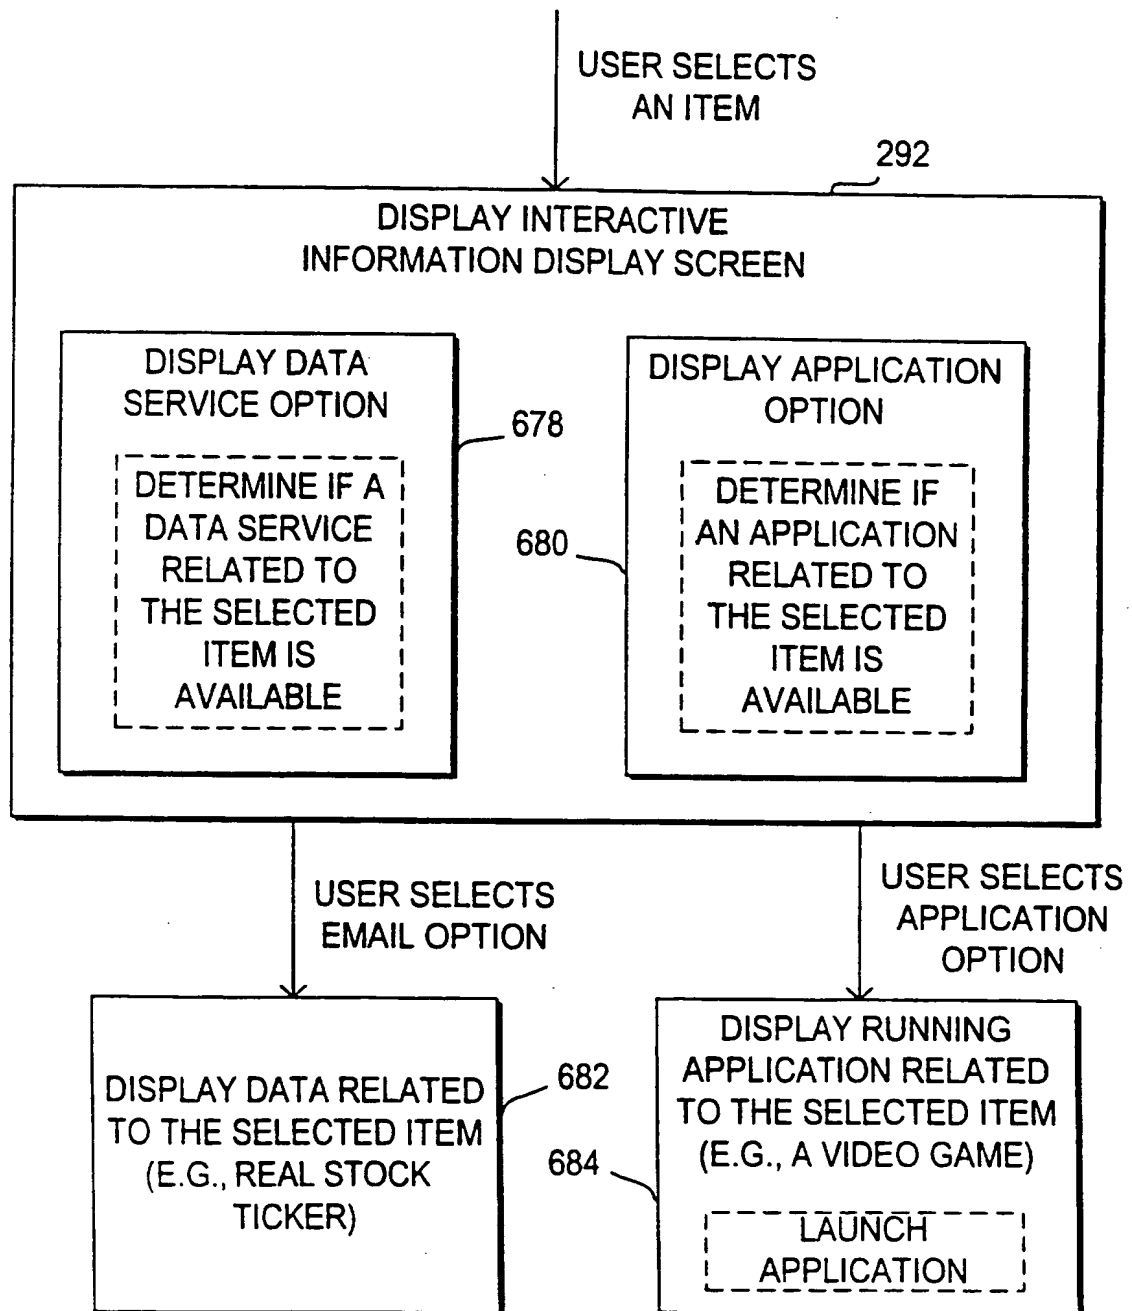 USER SELECTS
AN ITEM
292
DISPLAY INTERACTIVE
INFORMATION DISPLAY SCREEN
DISPLAY DATA
SERVICE OPTION
678
DETERMINE IF A
DATA SERVICE
RELATED TO
THE SELECTED
ITEM IS
AVAILABLE
DISPLAY APPLICATION
OPTION
680
DETERMINE IF
AN APPLICATION
RELATED TO
THE SELECTED
ITEM IS
AVAILABLE
USER SELECTS
EMAIL OPTION
USER SELECTS
APPLICATION
OPTION
DISPLAY DATA RELATED
TO THE SELECTED ITEM
(E.G., REAL STOCK
TICKER)
682
DISPLAY RUNNING
APPLICATION RELATED
TO THE SELECTED ITEM
(E.G., A VIDEO GAME)
684
LAUNCH
APPLICATION